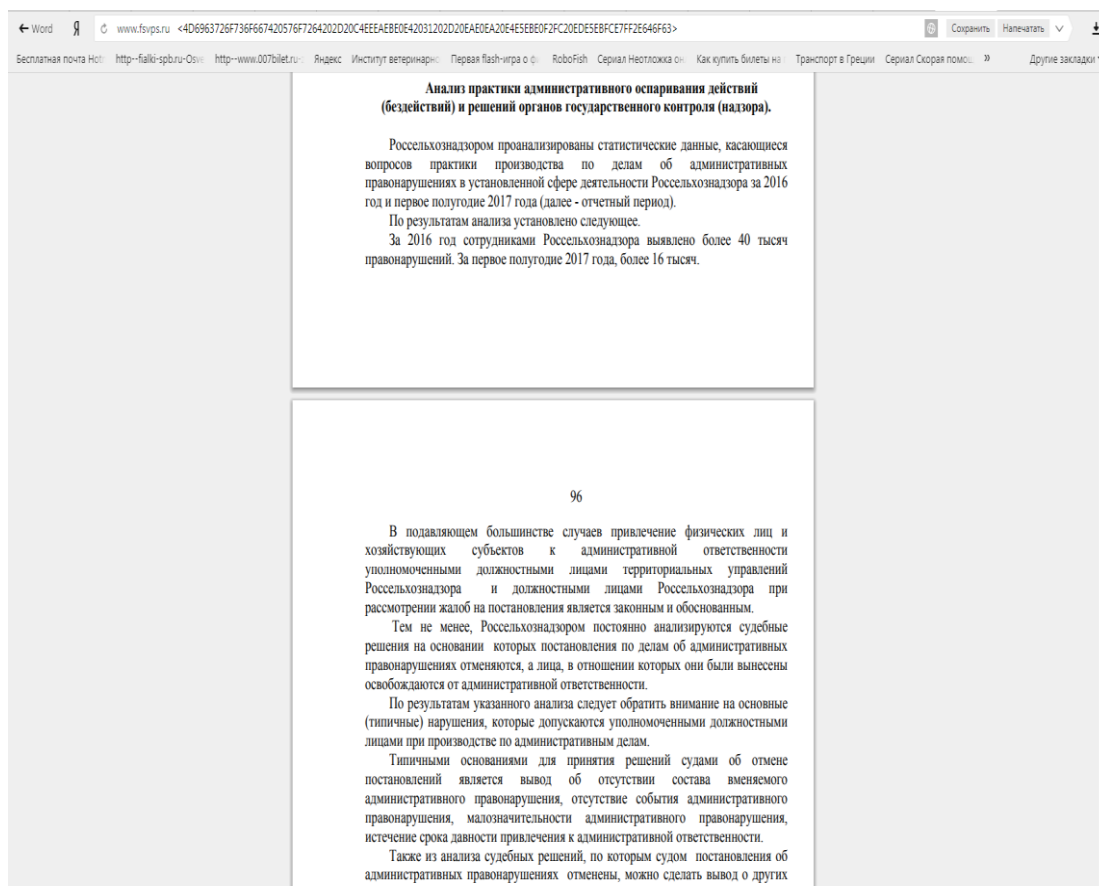 ← Word Я www.fsvps.ru <4D6963726F736F667420576F7264202D20C4EEEAEBE0E42031202D20EAE0EA20E4E5EBE0F2FC20EDE5EBFCE7FF2E646F63> Сохранить Напечатать
Бесплатная почта Hot http--fialki-spb.ru-Osve http--www.007bilet.ru- Яндекс Институт ветеринарн Первая flash-игра о ф RoboFish Сериал Неотложка он Как купить билеты на Транспорт в Греции Сериал Скорая помощ » Другие закладки
Анализ практики административного оспаривания действий
(бездействий) и решений органов государственного контроля (надзора).
Россельхознадзором проанализированы статистические данные, касающиеся
вопросов практики производства по делам об административных
правонарушениях в установленной сфере деятельности Россельхознадзора за 2016
год и первое полугодие 2017 года (далее - отчетный период).
По результатам анализа установлено следующее.
За 2016 год сотрудниками Россельхознадзора выявлено более 40 тысяч
правонарушений. За первое полугодие 2017 года, более 16 тысяч.
96
В подавляющем большинстве случаев привлечение физических лиц и
хозяйствующих субъектов к административной ответственности
уполномоченными должностными лицами территориальных управлений
Россельхознадзора и должностными лицами Россельхознадзора при
рассмотрении жалоб на постановления является законным и обоснованным.
Тем не менее, Россельхознадзором постоянно анализируются судебные
решения на основании которых постановления по делам об административных
правонарушениях отменяются, а лица, в отношении которых они были вынесены
освобождаются от административной ответственности.
По результатам указанного анализа следует обратить внимание на основные
(типичные) нарушения, которые допускаются уполномоченными должностными
лицами при производстве по административным делам.
Типичными основаниями для принятия решений судами об отмене
постановлений является вывод об отсутствии состава вменяемого
административного правонарушения, отсутствие события административного
правонарушения, малозначительности административного правонарушения,
истечение срока давности привлечения к административной ответственности.
Также из анализа судебных решений, по которым судом постановления об
административных правонарушениях отменены, можно сделать вывод о других